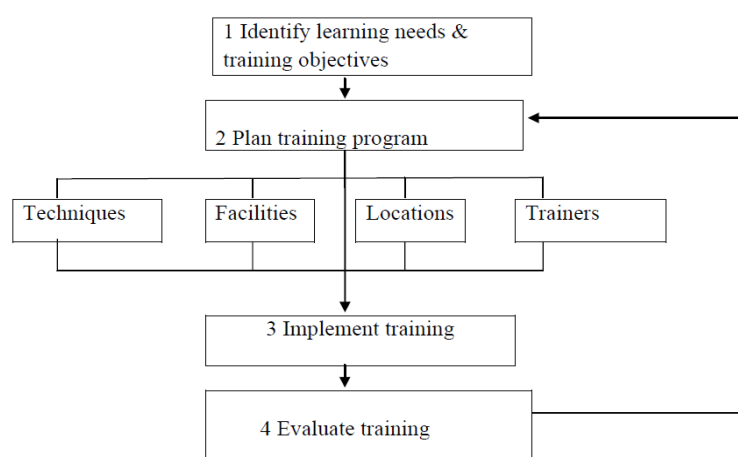 1 Identify learning needs &
training objectives
2 Plan training program
Techniques
Facilities
Locations
Trainers
3 Implement training
4 Evaluate training